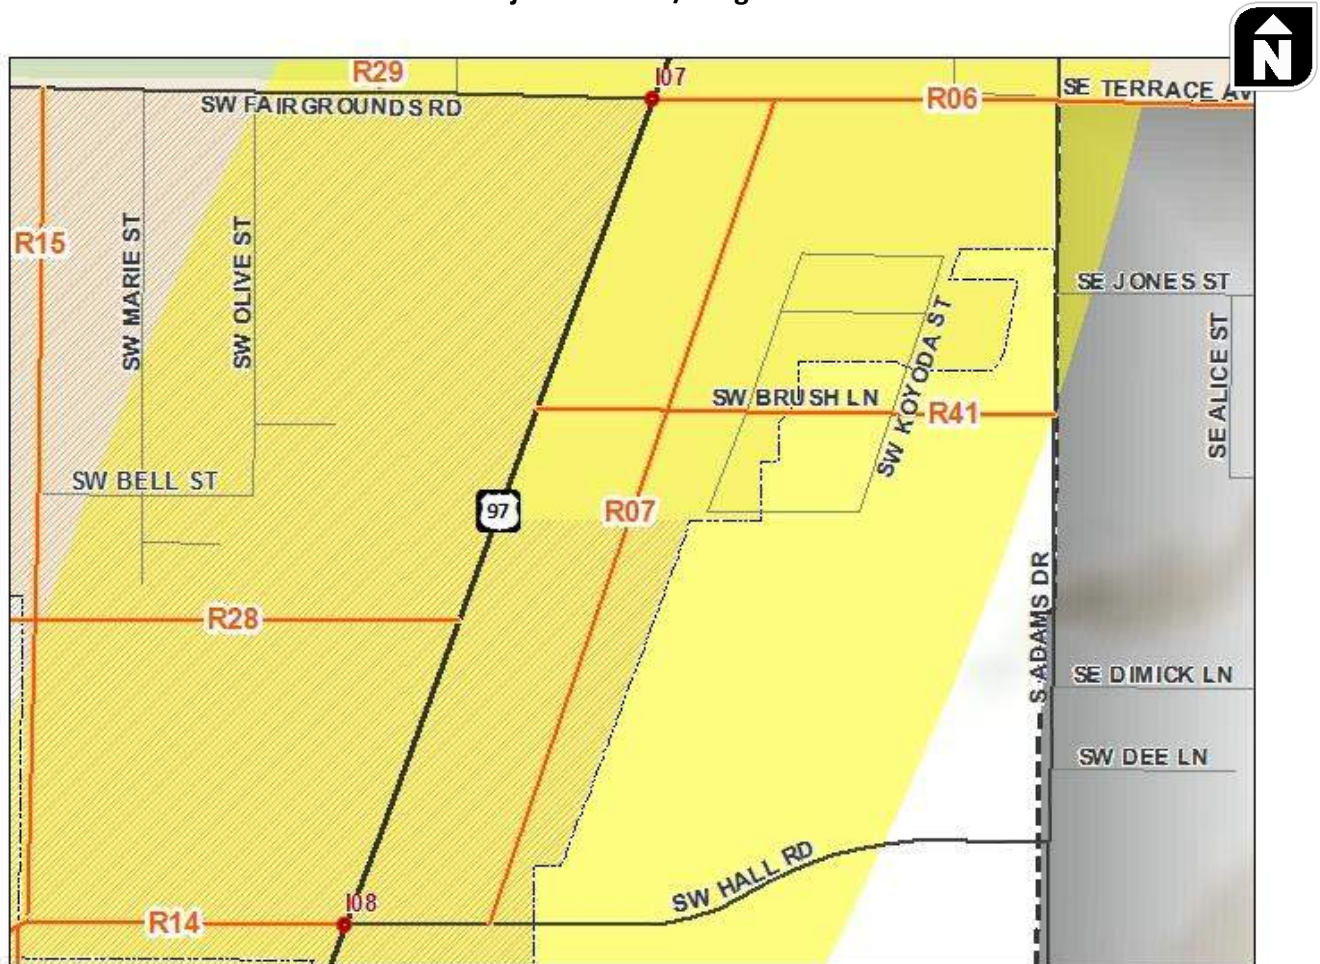 N
R29
I07
SE TERRACE AV
R06
SW FAIRGROUNDS RD
R15
SW MARIE ST
SW OLIVE ST
SE JONES ST
SE ALICE ST
SW KOYODA ST
SW BRUSH LN
R41
SW BELL ST
97
R07
R28
S ADAMS DR
SE DIMICK LN
SW DEE LN
SW HALL RD
I08
R14